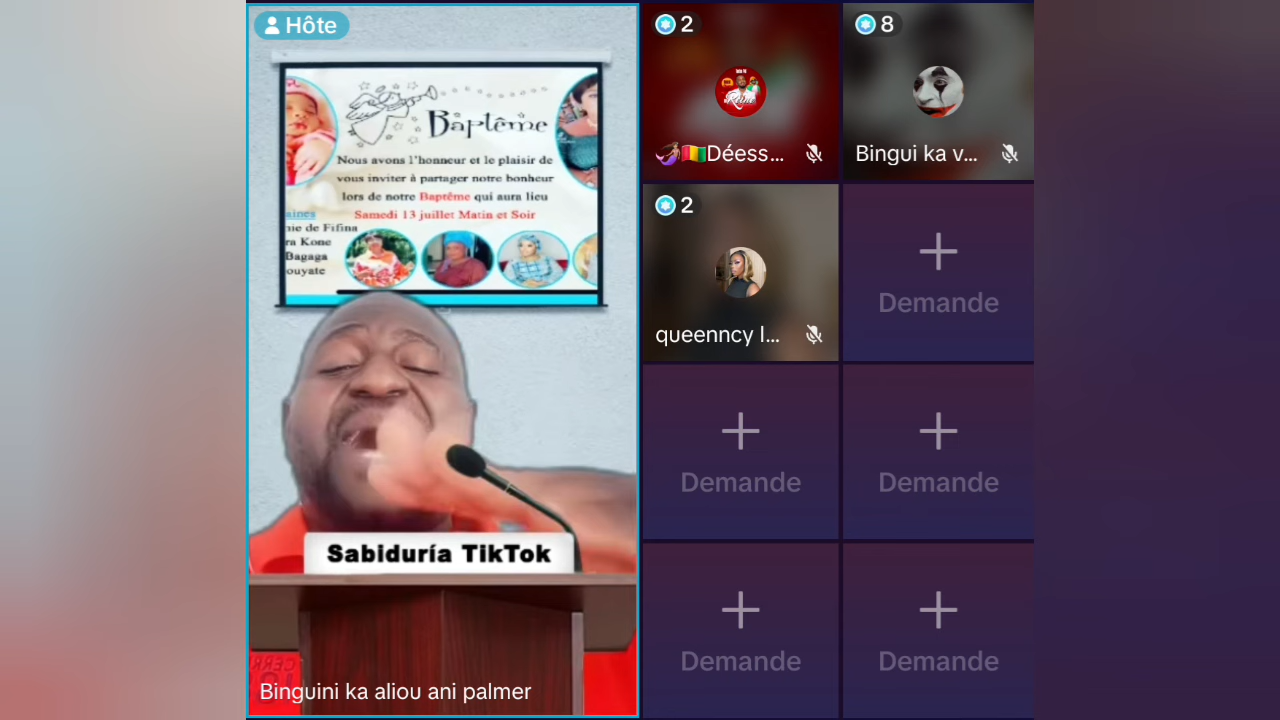 Hôte
Baptême
Nous avons l'honneur et le plaisir de
vous inviter à partager notre bonheur
lors de notre Baptême qui aura lieu
Samedi 13 juillet Matin et Soir
aines
nie de Fifina
ra Kone
Bagaga
ouyate
Sabiduría TikTok
Binguini ka aliou ani palmer
2
Déess...
8
Bingui ka v...
2
queenncy l...
Demande
Demande
Demande
Demande
Demande